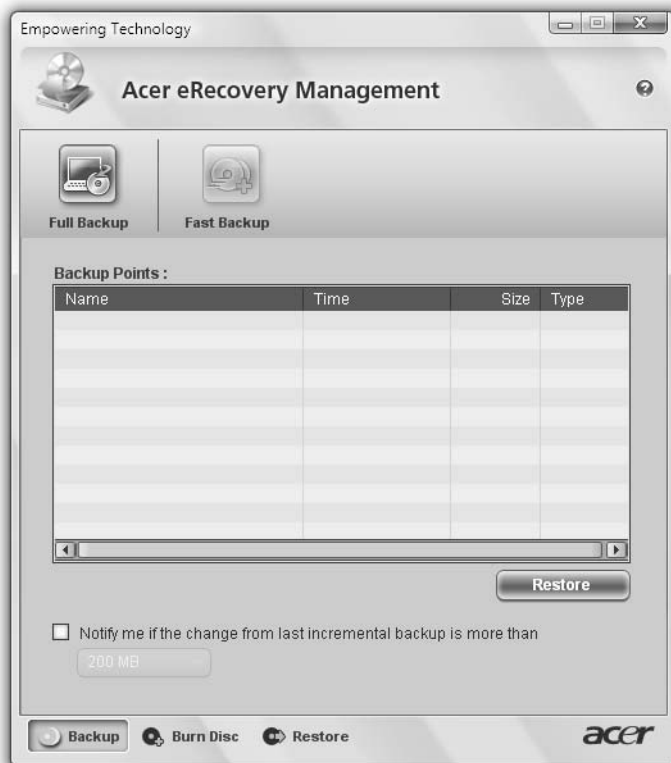 Empowering Technology
Acer eRecovery Management
Full Backup
Fast Backup
Backup Points :
Name Time Size Type
Restore
Notify me if the change from last incremental backup is more than
200 MB
Backup Burn Disc Restore
acer